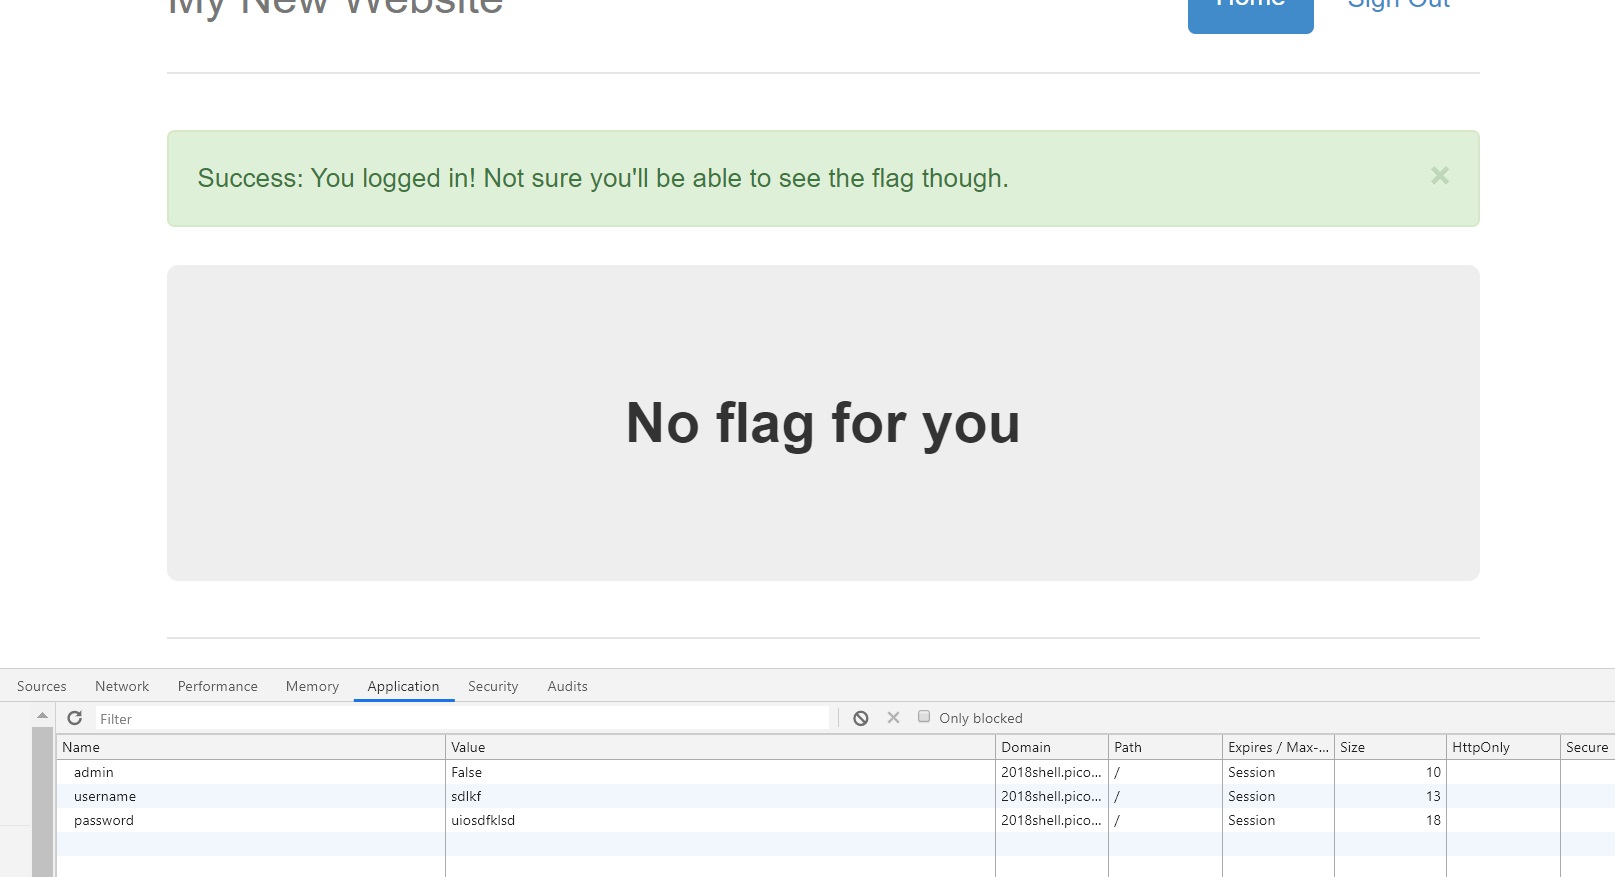 My New Website
Home Sign Out
Success: You logged in! Not sure you'll be able to see the flag though. ×
No flag for you
Sources Network Performance Memory Application Security Audits
Filter Only blocked
Name Value Domain Path Expires / Max-... Size HttpOnly Secure
admin False 2018shell.pico... / Session 10
username sdlkf 2018shell.pico... / Session 13
password uiosdfklsd 2018shell.pico... / Session 18